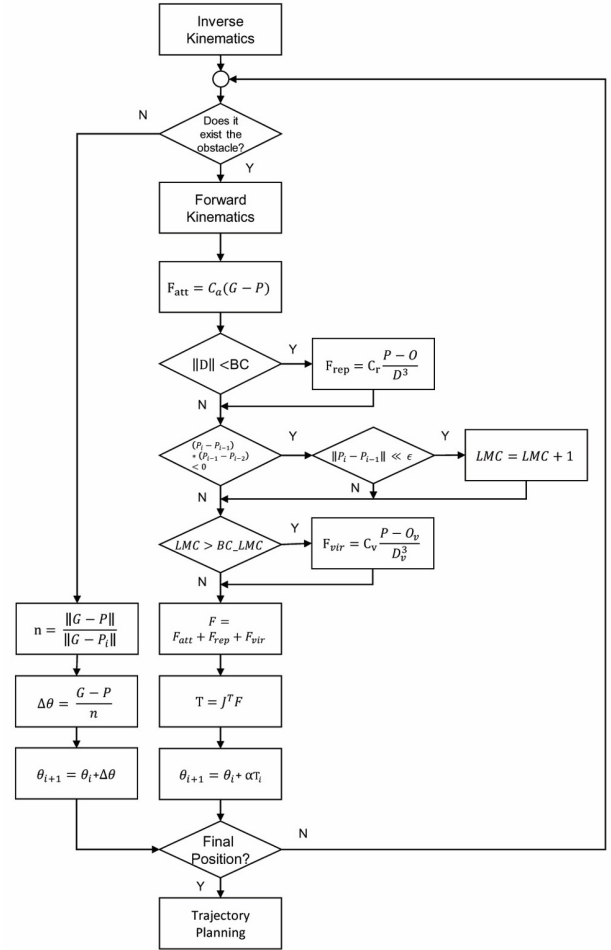 Inverse
Kinematics
N
Does it
exist the
obstacle?
Y
Forward
Kinematics
F_att = C_a(G − P)
‖D‖ <BC
Y
F_rep = C_r (P − O)/D^3
N
(P_i − P_{i−1})
∗ (P_{i−1} − P_{i−2})
< 0
Y
‖P_i − P_{i−1}‖ ≪ ϵ
Y
LMC = LMC + 1
N
N
LMC > BC_LMC
Y
F_vir = C_v (P − O_v)/D_v^3
N
n = ‖G − P‖/‖G − P_i‖
F =
F_att + F_rep + F_vir
Δθ = (G − P)/n
T = J^T F
θ_{i+1} = θ_i+Δθ
θ_{i+1} = θ_i+ αT_i
Final
Position?
N
Y
Trajectory
Planning